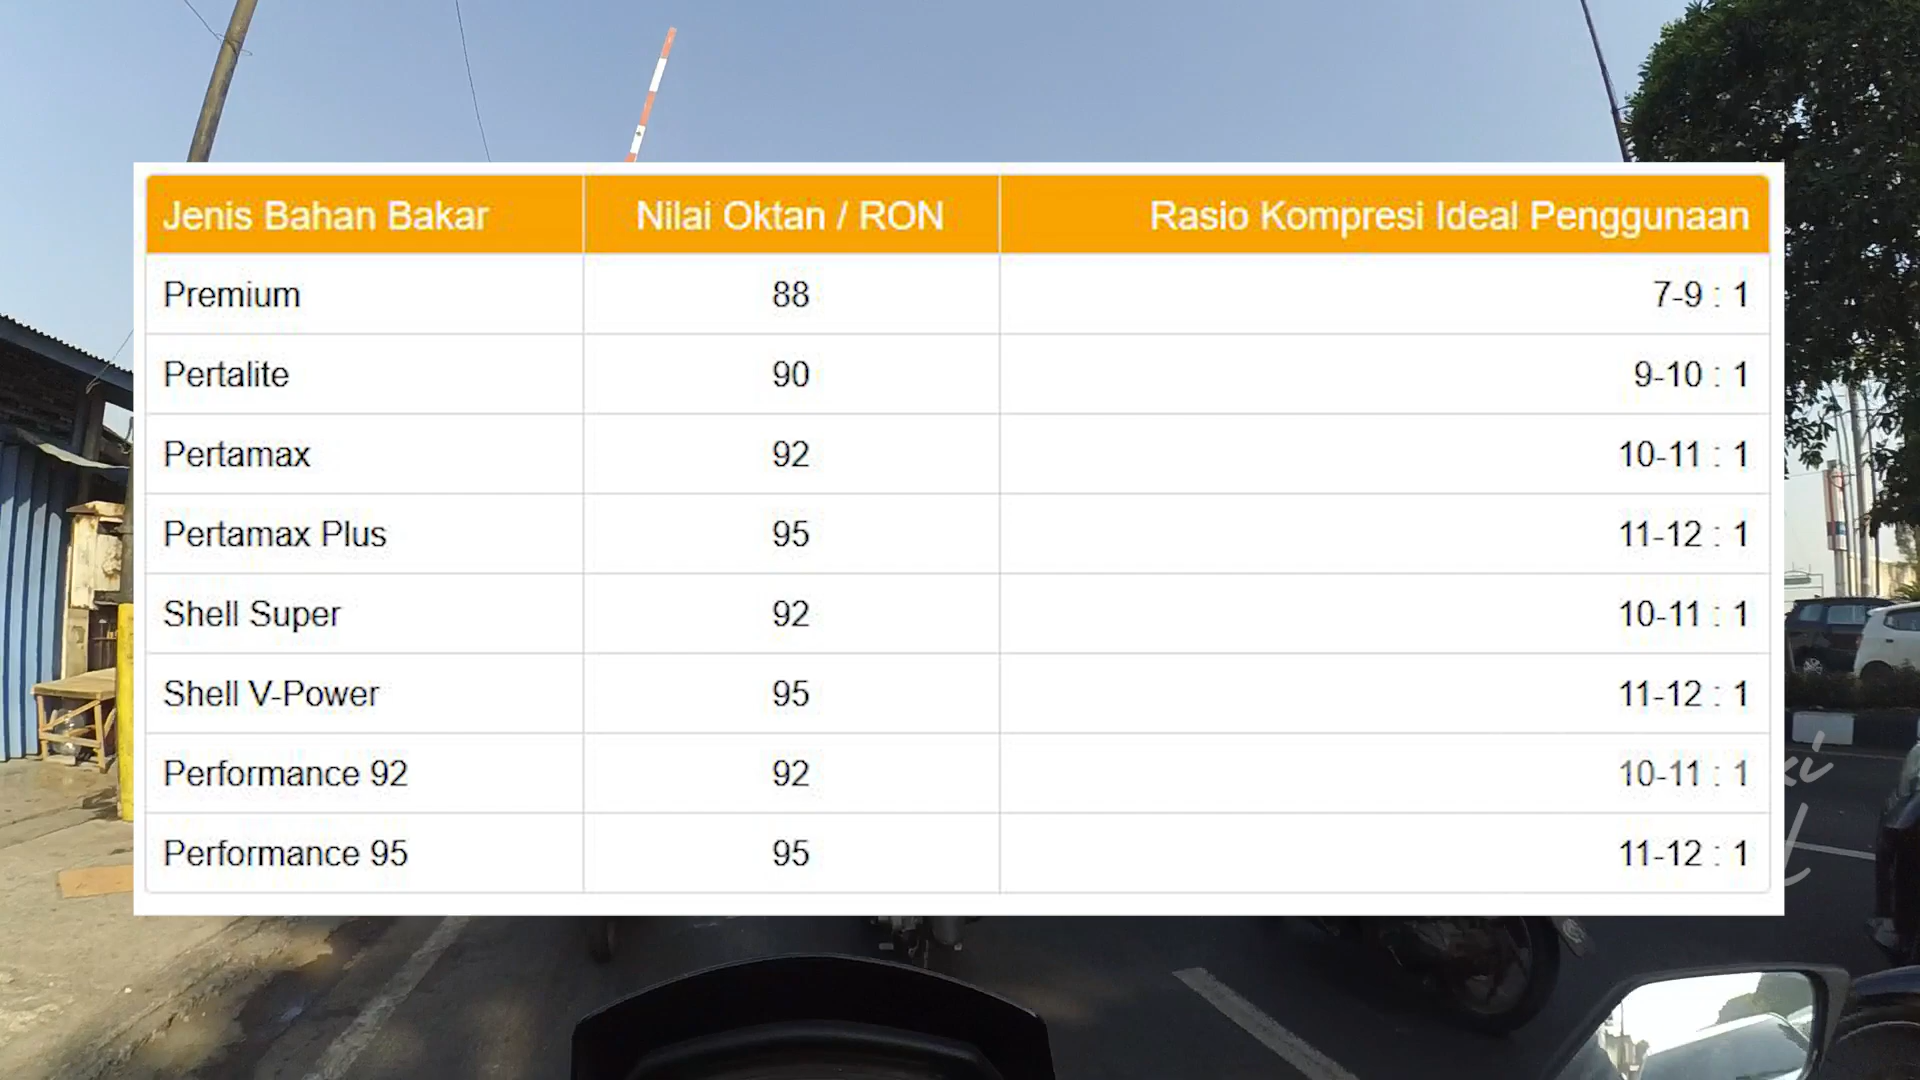 Jenis Bahan Bakar Nilai Oktan / RON Rasio Kompresi Ideal Penggunaan
Premium 88 7-9 : 1
Pertalite 90 9-10 : 1
Pertamax 92 10-11 : 1
Pertamax Plus 95 11-12 : 1
Shell Super 92 10-11 : 1
Shell V-Power 95 11-12 : 1
Performance 92 92 10-11 : 1
Performance 95 95 11-12 : 1